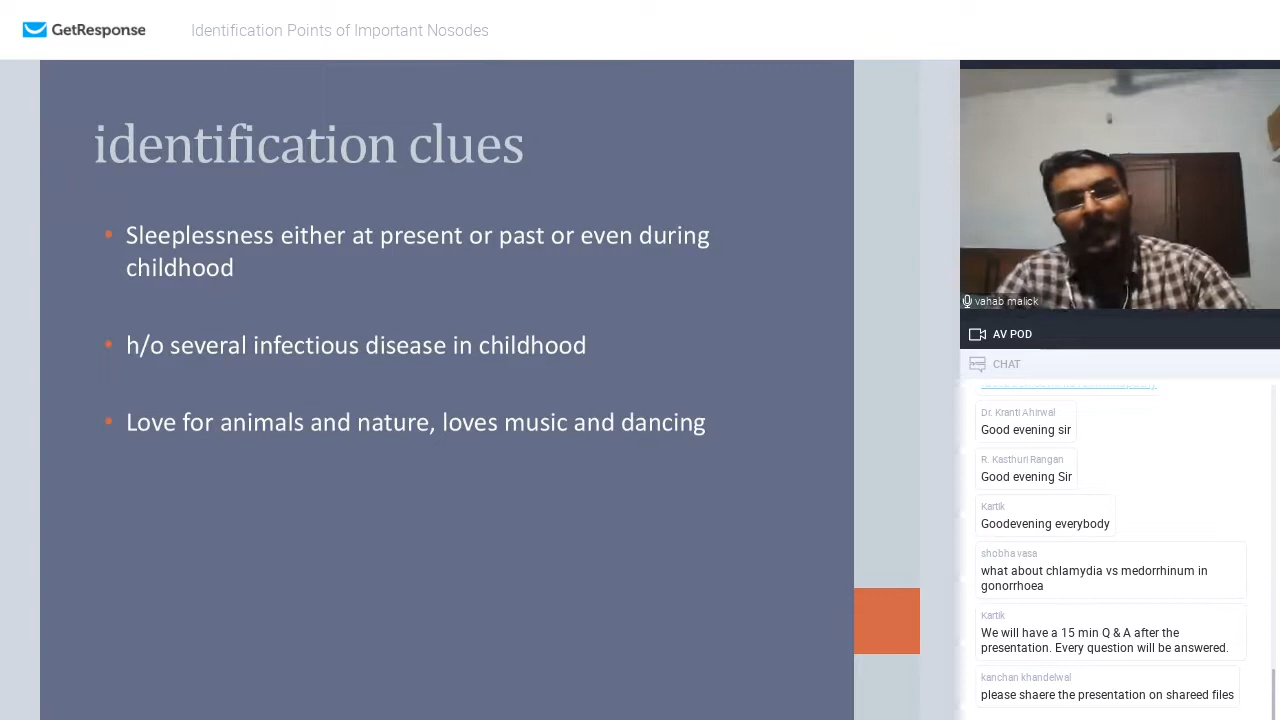 GetResponse
Identification Points of Important Nosodes
identification clues
• Sleeplessness either at present or past or even during
childhood
• h/o several infectious disease in childhood
• Love for animals and nature, loves music and dancing
vahab malick
AV POD
CHAT
Dr. Kranti Ahirwal
Good evening sir
R. Kasthuri Rangan
Good evening Sir
Kartik
Goodevening everybody
shobha vasa
what about chlamydia vs medorrhinum in
gonorrhoea
Kartik
We will have a 15 min Q & A after the
presentation. Every question will be answered.
kanchan khandelwal
please shaere the presentation on shareed files